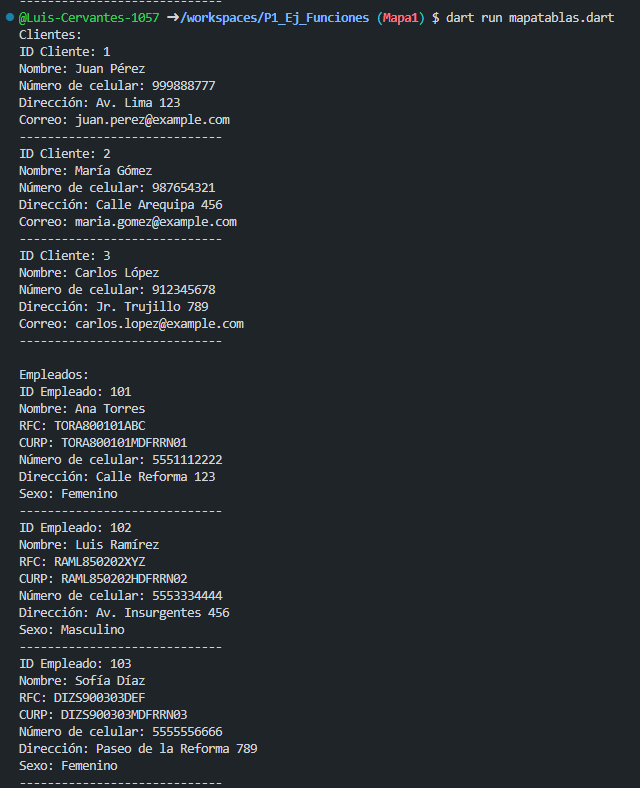 ----------------------------
@Luis-Cervantes-1057 ➜/workspaces/P1_Ej_Funciones (Mapa1) $ dart run mapatablas.dart
Clientes:
ID Cliente: 1
Nombre: Juan Pérez
Número de celular: 999888777
Dirección: Av. Lima 123
Correo: juan.perez@example.com
-----------------------------
ID Cliente: 2
Nombre: María Gómez
Número de celular: 987654321
Dirección: Calle Arequipa 456
Correo: maria.gomez@example.com
-----------------------------
ID Cliente: 3
Nombre: Carlos López
Número de celular: 912345678
Dirección: Jr. Trujillo 789
Correo: carlos.lopez@example.com
-----------------------------
Empleados:
ID Empleado: 101
Nombre: Ana Torres
RFC: TORA800101ABC
CURP: TORA800101MDFRRN01
Número de celular: 5551112222
Dirección: Calle Reforma 123
Sexo: Femenino
-----------------------------
ID Empleado: 102
Nombre: Luis Ramírez
RFC: RAML850202XYZ
CURP: RAML850202HDFRRN02
Número de celular: 5553334444
Dirección: Av. Insurgentes 456
Sexo: Masculino
-----------------------------
ID Empleado: 103
Nombre: Sofía Díaz
RFC: DIZS900303DEF
CURP: DIZS900303MDFRRN03
Número de celular: 5555556666
Dirección: Paseo de la Reforma 789
Sexo: Femenino
-----------------------------